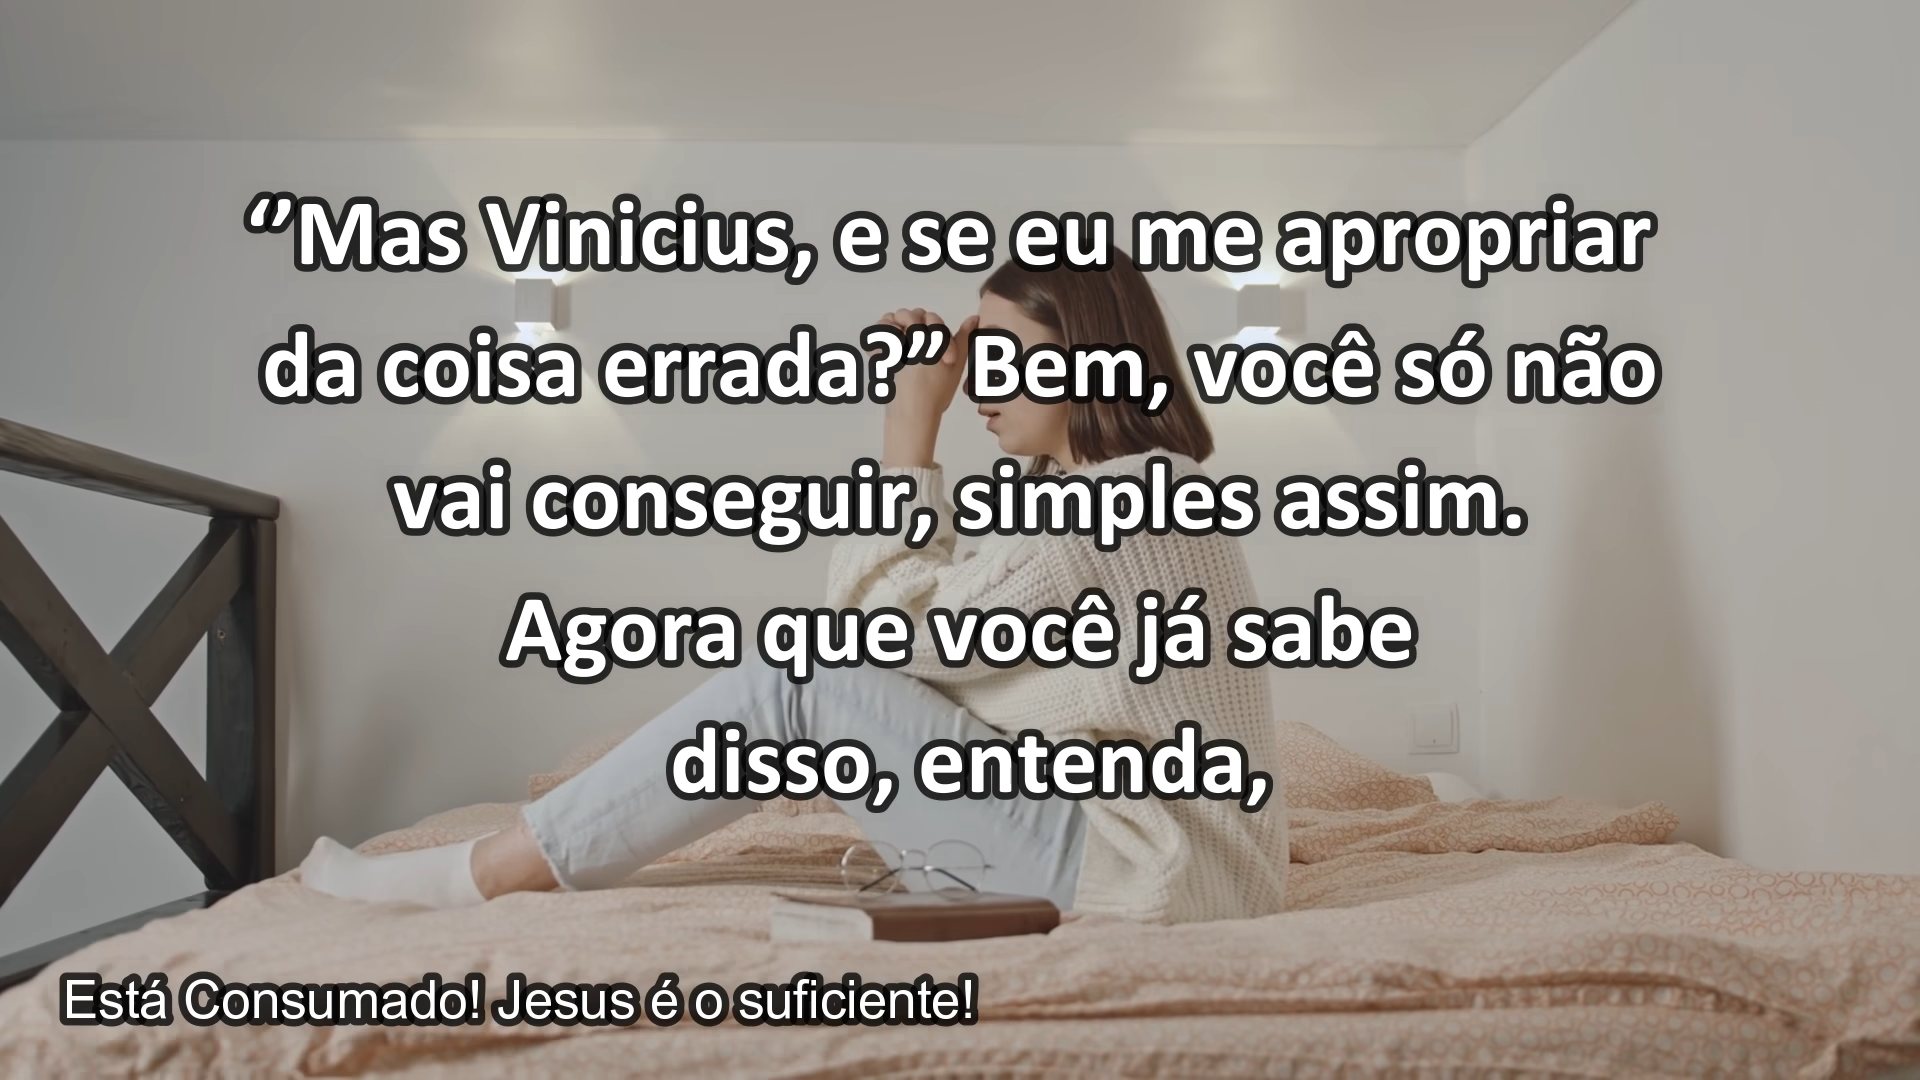 ‘’Mas Vinicius, e se eu me apropriar
da coisa errada?’’ Bem, você só não
vai conseguir, simples assim.
Agora que você já sabe
disso, entenda,
Está Consumado! Jesus é o suficiente!